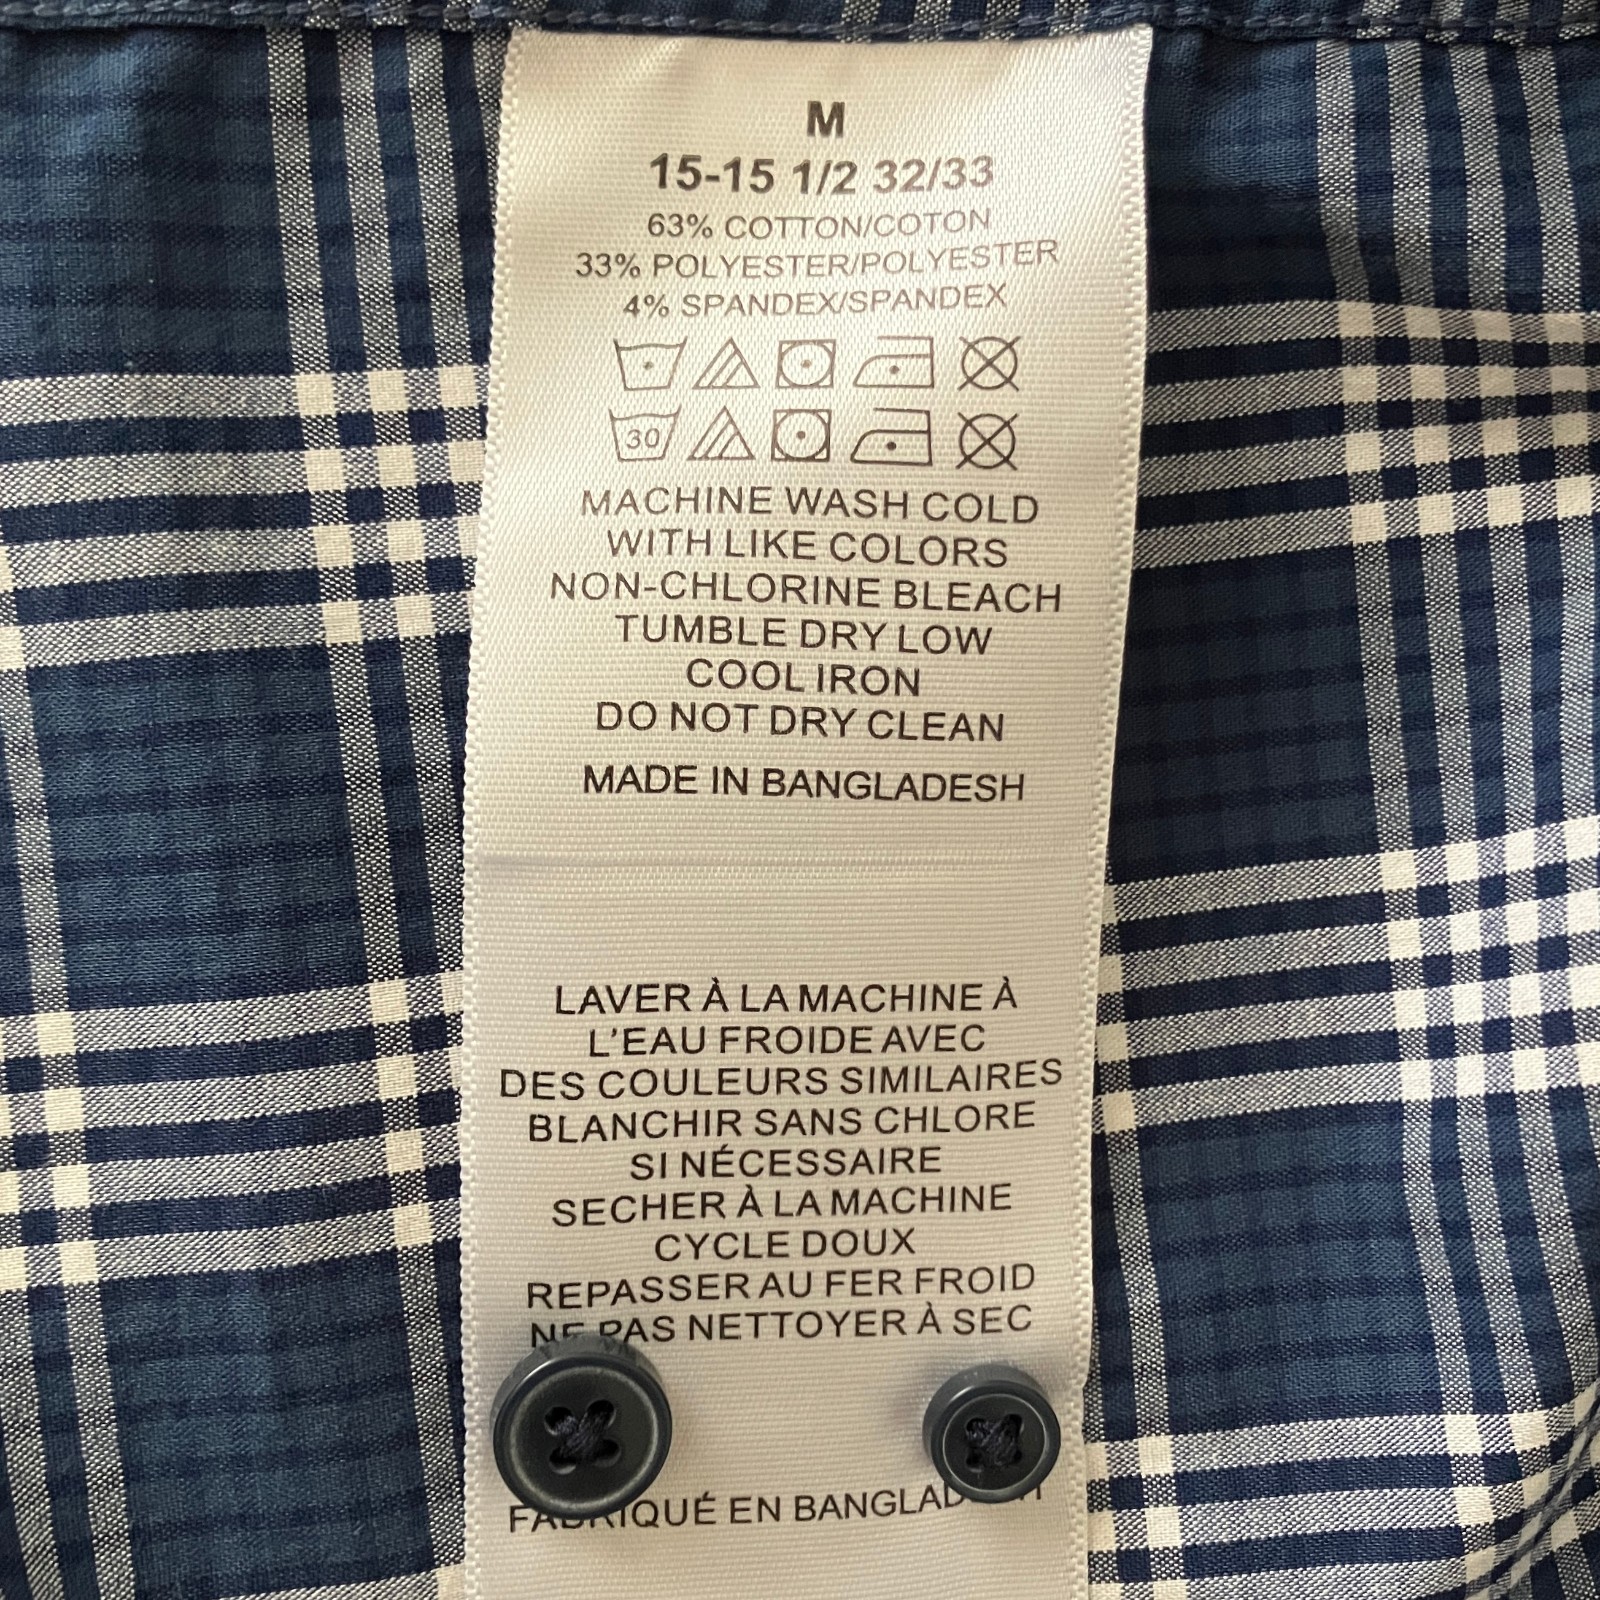 M
15-15 1/2 32/33
63% COTTON/COTON
33% POLYESTER/POLYESTER
4% SPANDEX/SPANDEX
30
MACHINE WASH COLD
WITH LIKE COLORS
NON-CHLORINE BLEACH
TUMBLE DRY LOW
COOL IRON
DO NOT DRY CLEAN
MADE IN BANGLADESH
LAVER À LA MACHINE À
L'EAU FROIDE AVEC
DES COULEURS SIMILAIRES
BLANCHIR SANS CHLORE
SI NÉCESSAIRE
SECHER À LA MACHINE
CYCLE DOUX
REPASSER AU FER FROID
NE PAS NETTOYER À SEC
FABRIQUÉ EN BANGLADESH